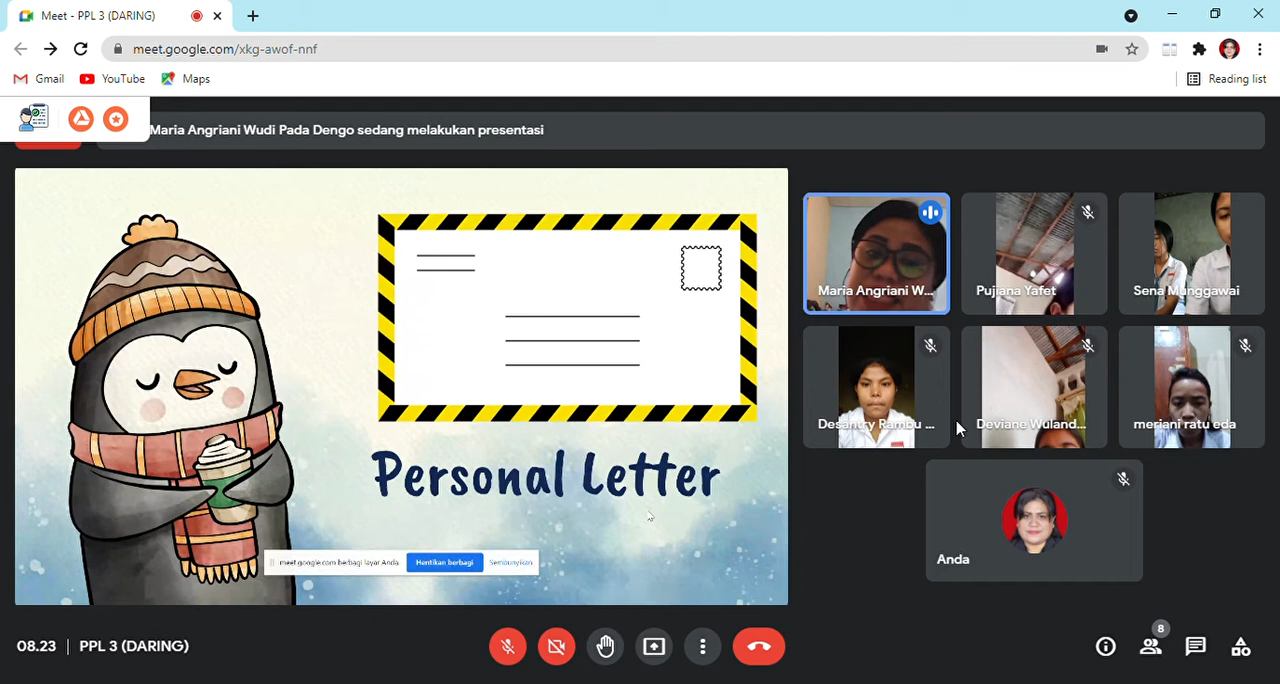 Meet - PPL 3 (DARING)
meet.google.com/xkg-awof-nnf
Gmail YouTube Maps Reading list
Maria Angriani Wudi Pada Dengo sedang melakukan presentasi
Personal Letter
meet.google.com berbagi layar Anda Hentikan berbagi Sembunyikan
Maria Angriani W... Pujiana Yafet Sena Munggawai
Desantry Rambu ... Deviane Wuland... meriani ratu eda
Anda
08.23 | PPL 3 (DARING)
8